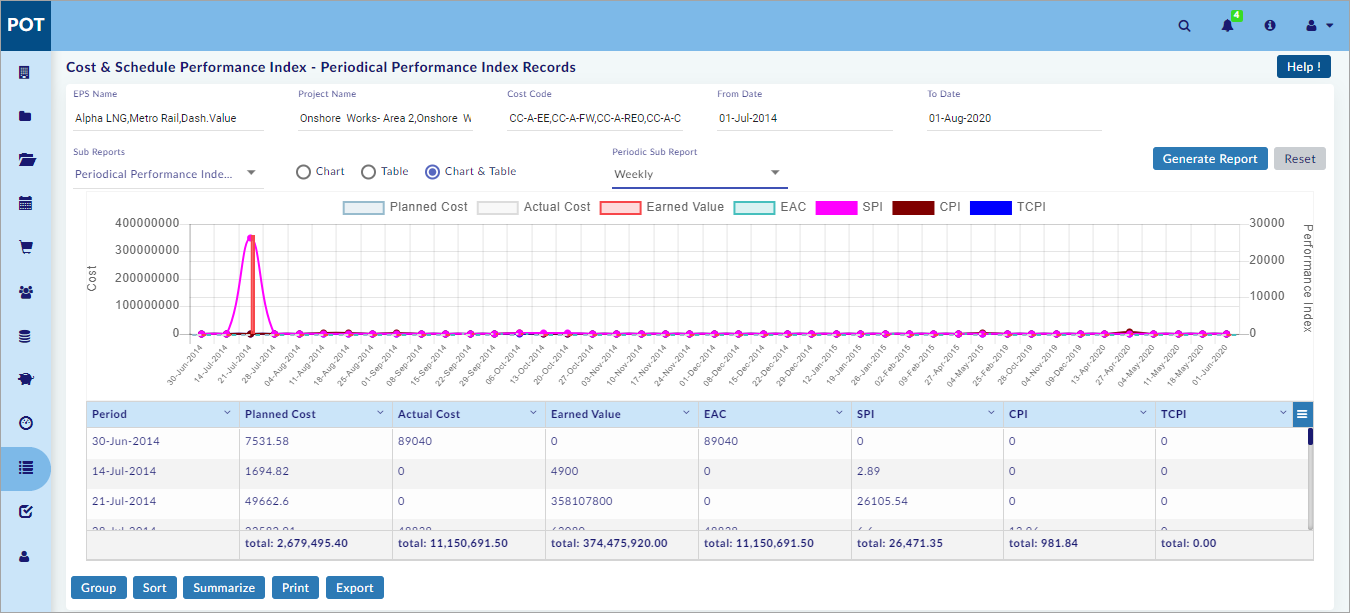 POT
4
Cost & Schedule Performance Index - Periodical Performance Index Records
Help !
EPS Name Project Name Cost Code From Date To Date
Alpha LNG,Metro Rail,Dash.Value Onshore Works- Area 2,Onshore W CC-A-EE,CC-A-FW,CC-A-REO,CC-A-C 01-Jul-2014 01-Aug-2020
Sub Reports Periodic Sub Report
Periodical Performance Inde... Chart Table Chart & Table Weekly Generate Report Reset
Planned Cost Actual Cost Earned Value EAC SPI CPI TCPI
400000000 30000
300000000
20000
200000000
10000
100000000
0 0
Cost
Performance Index
30-Jun-2014 14-Jul-2014 21-Jul-2014 28-Jul-2014 04-Aug-2014 11-Aug-2014 18-Aug-2014 25-Aug-2014 01-Sep-2014 08-Sep-2014 15-Sep-2014 22-Sep-2014 29-Sep-2014 06-Oct-2014 13-Oct-2014 20-Oct-2014 27-Oct-2014 03-Nov-2014 10-Nov-2014 17-Nov-2014 24-Nov-2014 01-Dec-2014 08-Dec-2014 15-Dec-2014 22-Dec-2014 29-Dec-2014 12-Jan-2015 19-Jan-2015 26-Jan-2015 02-Feb-2015 09-Feb-2015 27-Apr-2015 04-May-2015 25-Feb-2019 28-Oct-2019 04-Nov-2019 09-Dec-2019 13-Apr-2020 27-Apr-2020 04-May-2020 11-May-2020 18-May-2020 01-Jun-2020
Period Planned Cost Actual Cost Earned Value EAC SPI CPI TCPI
30-Jun-2014 7531.58 89040 0 89040 0 0 0
14-Jul-2014 1694.82 0 4900 0 2.89 0 0
21-Jul-2014 49662.6 0 358107800 0 26105.54 0 0
total: 2,679,495.40 total: 11,150,691.50 total: 374,475,920.00 total: 11,150,691.50 total: 26,471.35 total: 981.84 total: 0.00
Group Sort Summarize Print Export